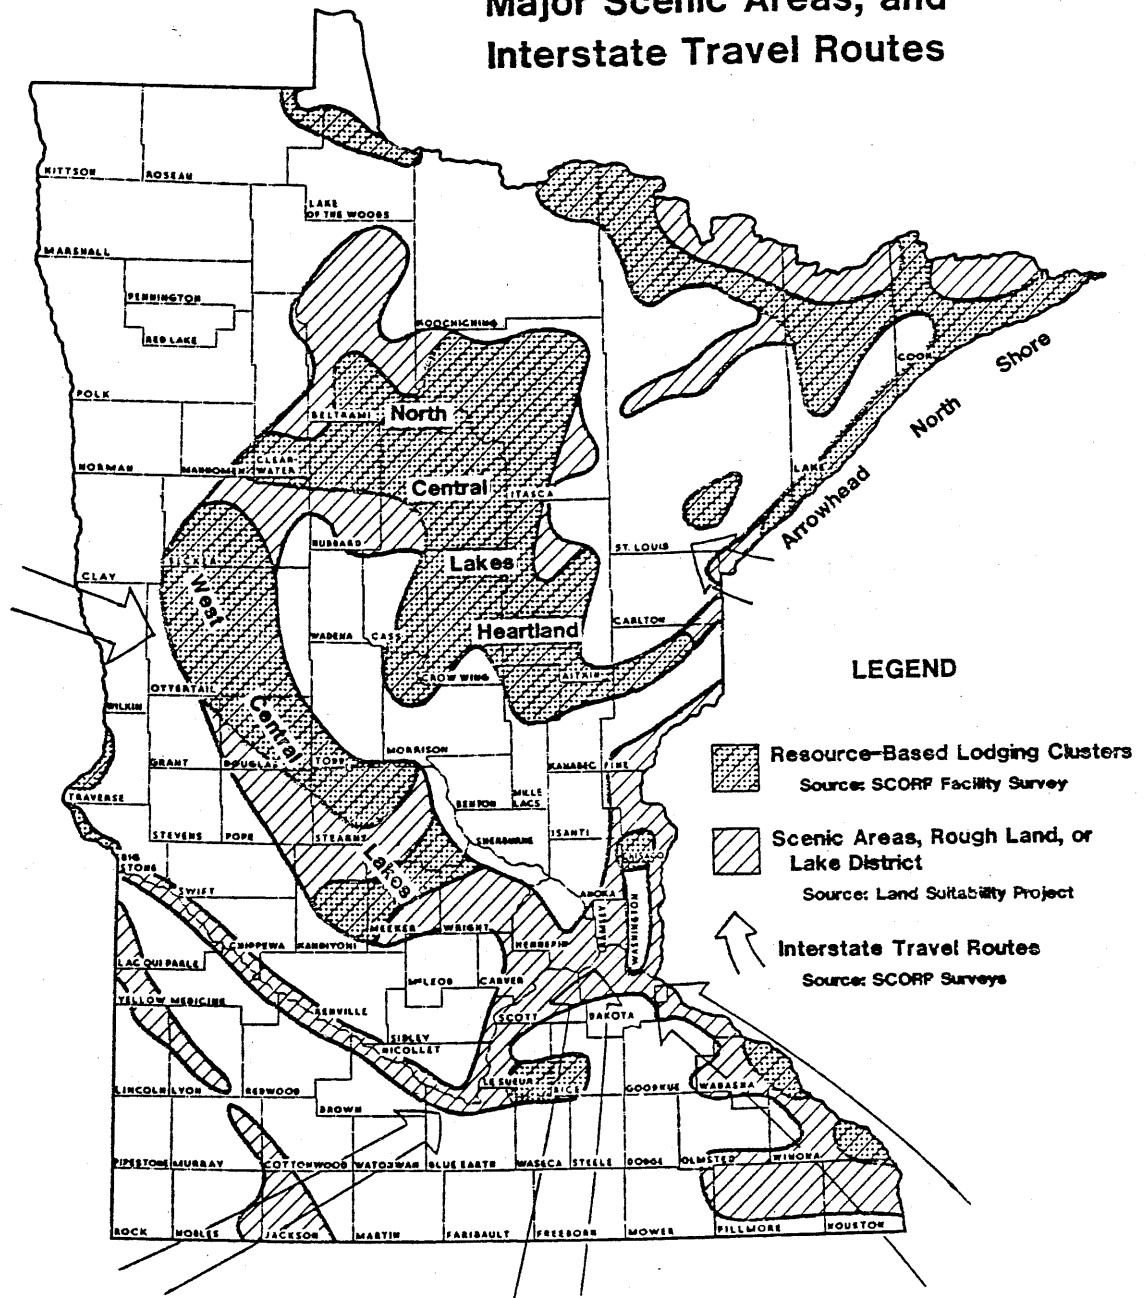 Major Scenic Areas, and
Interstate Travel Routes
KITTSON
ROSEAU
LAKE
OF THE WOODS
MARSHALL
PENNINGTON
RED LAKE
KOOCHICHING
POLK
BELTRAMI
North
COOK
Shore
North
NORMAN
MAHNOMEN
CLEAR
WATER
Central
ITASCA
LAKE
Arrowhead
HUBBARD
ST. LOUIS
BECKER
Lakes
CLAY
West
WADENA
CASS
Heartland
CARLTON
CROW WING
AITKIN
LEGEND
OTTERTAIL
WILKIN
Central
MORRISON
GRANT
DOUGLAS
TODD
KANABEC
PINE
Resource-Based Lodging Clusters
Source: SCORP Facility Survey
TRAVERSE
BENTON
MILLE
LACS
STEVENS
POPE
STEARNS
SHERBURNE
ISANTI
Scenic Areas, Rough Land, or
Lake District
Source: Land Suitability Project
BIG
STONE
SWIFT
Lakes
CHISAGO
ANOKA
RAMSEY
WASHINGTON
CHIPPEWA
KANDIYOHI
MEEKER
WRIGHT
HENNEPIN
Interstate Travel Routes
Source: SCORP Surveys
LAC QUI PARLE
McLEOD
CARVER
YELLOW MEDICINE
RENVILLE
SCOTT
DAKOTA
SIBLEY
NICOLLET
LINCOLN
LYON
REDWOOD
BROWN
LE SUEUR
RICE
GOODHUE
WABASHA
PIPESTONE
MURRAY
COTTONWOOD
WATONWAN
BLUE EARTH
WASECA
STEELE
DODGE
OLMSTED
WINONA
ROCK
NOBLES
JACKSON
MARTIN
FARIBAULT
FREEBORN
MOWER
FILLMORE
HOUSTON